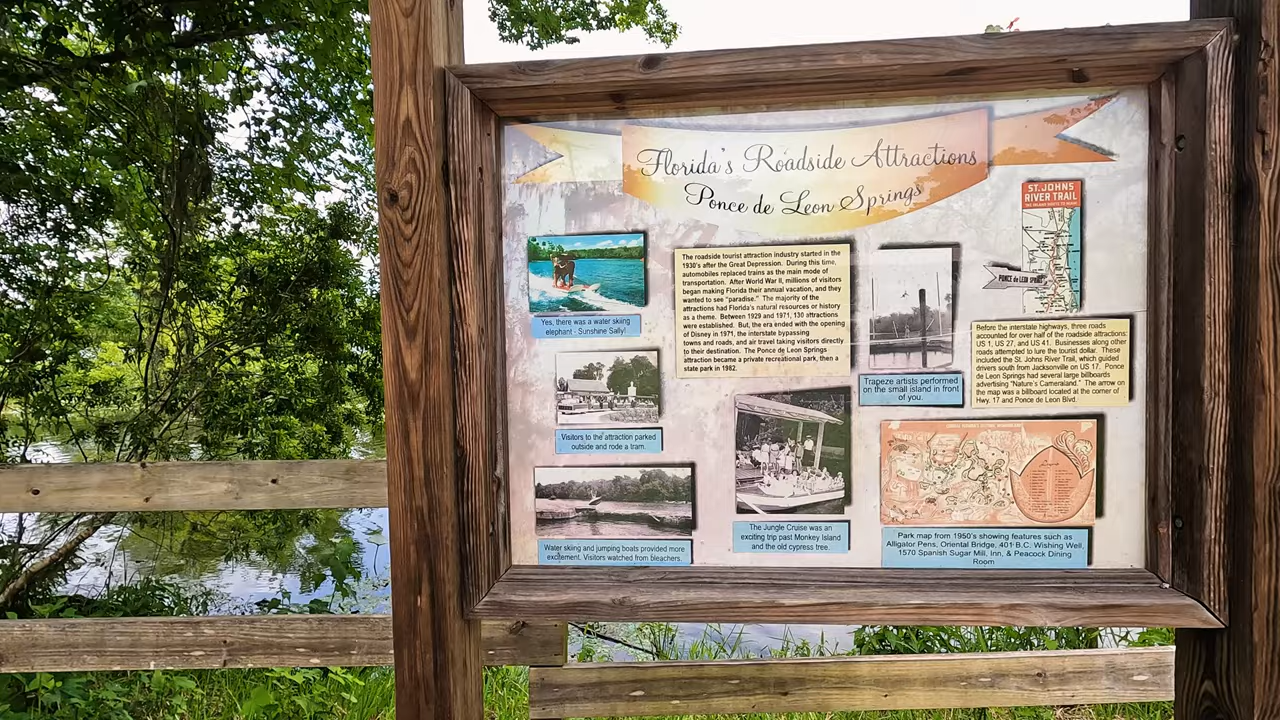 Florida's Roadside Attractions
Ponce de Leon Springs
Yes, there was a water skiing
elephant - Sunshine Sally!
Visitors to the attraction parked
outside and rode a tram.
Water skiing and jumping boats provided more
excitement. Visitors watched from bleachers.
The roadside tourist attraction industry started in the
1930's after the Great Depression. During this time,
automobiles replaced trains as the main mode of
transportation. After World War II, millions of visitors
began making Florida their annual vacation, and they
wanted to see "paradise." The majority of the
attractions had Florida's natural resources or history
as a theme. Between 1929 and 1971, 130 attractions
were established. But, the era ended with the opening
of Disney in 1971, the interstate bypassing
towns and roads, and air travel taking visitors directly
to their destination. The Ponce de Leon Springs
attraction became a private recreational park, then a
state park in 1982.
The Jungle Cruise was an
exciting trip past Monkey Island
and the old cypress tree.
Trapeze artists performed
on the small island in front
of you.
ST. JOHNS
RIVER TRAIL
PONCE de LEON SPRINGS
Before the interstate highways, three roads
accounted for over half of the roadside attractions:
US 1, US 27, and US 41. Businesses along other
roads attempted to lure the tourist dollar. These
included the St. Johns River Trail, which guided
drivers south from Jacksonville on US 17. Ponce
de Leon Springs had several large billboards
advertising "Nature's Cameraland." The arrow on
the map was a billboard located at the corner of
Hwy. 17 and Ponce de Leon Blvd.
Park map from 1950's showing features such as
Alligator Pens, Oriental Bridge, 401 B.C. Wishing Well,
1570 Spanish Sugar Mill, Inn, & Peacock Dining
Room